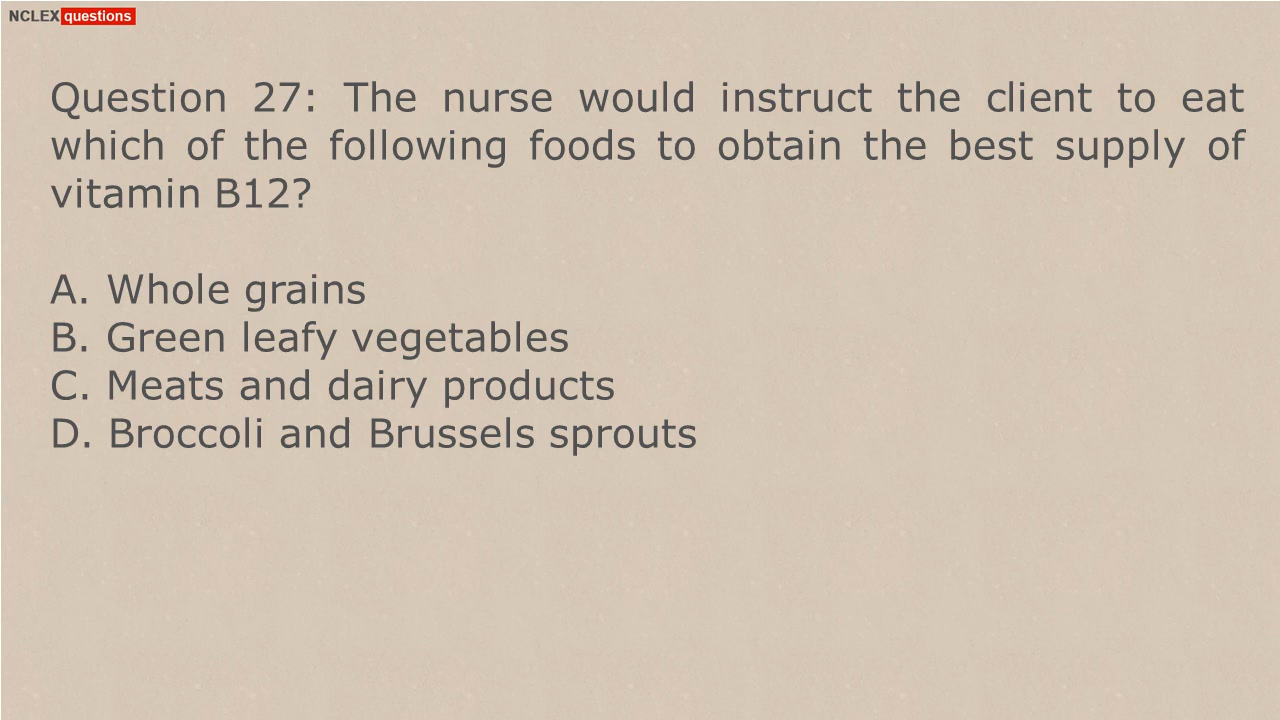 NCLEX questions
Question 27: The nurse would instruct the client to eat
which of the following foods to obtain the best supply of
vitamin B12?
A. Whole grains
B. Green leafy vegetables
C. Meats and dairy products
D. Broccoli and Brussels sprouts